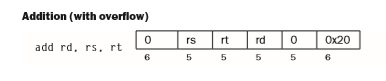 Addition (with overflow)
add rd, rs, rt 0 rs rt rd 0 0x20
6 5 5 5 5 6